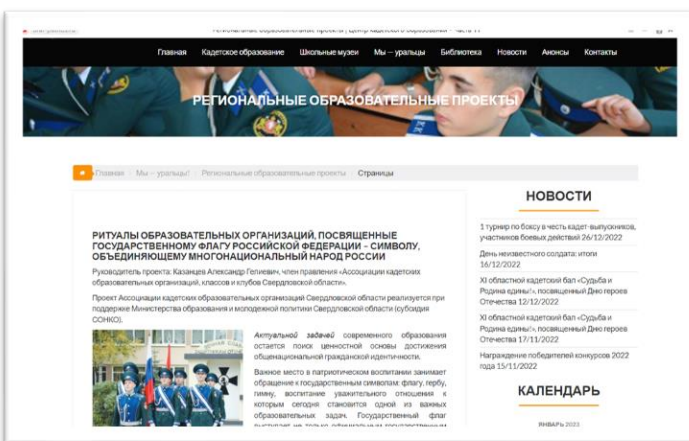 Главная Кадетское образование Школьные музеи Мы – уральцы Библиотека Новости Анонсы Контакты
РЕГИОНАЛЬНЫЕ ОБРАЗОВАТЕЛЬНЫЕ ПРОЕКТЫ
Главная Мы – уральцы! Региональные образовательные проекты Страницы
РИТУАЛЫ ОБРАЗОВАТЕЛЬНЫХ ОРГАНИЗАЦИЙ, ПОСВЯЩЕННЫЕ
ГОСУДАРСТВЕННОМУ ФЛАГУ РОССИЙСКОЙ ФЕДЕРАЦИИ – СИМВОЛУ,
ОБЪЕДИНЯЮЩЕМУ МНОГОНАЦИОНАЛЬНЫЙ НАРОД РОССИИ
Руководитель проекта: Казанцев Александр Гелиевич, член правления «Ассоциации кадетских
образовательных организаций, классов и клубов Свердловской области».
Проект Ассоциации кадетских образовательных организаций Свердловской области реализуется при
поддержке Министерства образования и молодежной политики Свердловской области (субсидия
СОНКО).
Актуальной задачей современного образования
остается поиск ценностной основы достижения
общенациональной гражданской идентичности.
Важное место в патриотическом воспитании занимает
обращение к государственным символам: флагу, гербу,
гимну, воспитание уважительного отношения к
которым сегодня становится одной из важных
образовательных задач. Государственный флаг
выступает не только официальным государственным
НОВОСТИ
1 турнир по боксу в честь кадет-выпускников,
участников боевых действий 26/12/2022
День неизвестного солдата: итоги
16/12/2022
XI областной кадетский бал «Судьба и
Родина едины!», посвященный Дню героев
Отечества 12/12/2022
XI областной кадетский бал «Судьба и
Родина едины!», посвященный Дню героев
Отечества 17/11/2022
Награждение победителей конкурсов 2022
года 15/11/2022
КАЛЕНДАРЬ
ЯНВАРЬ 2023